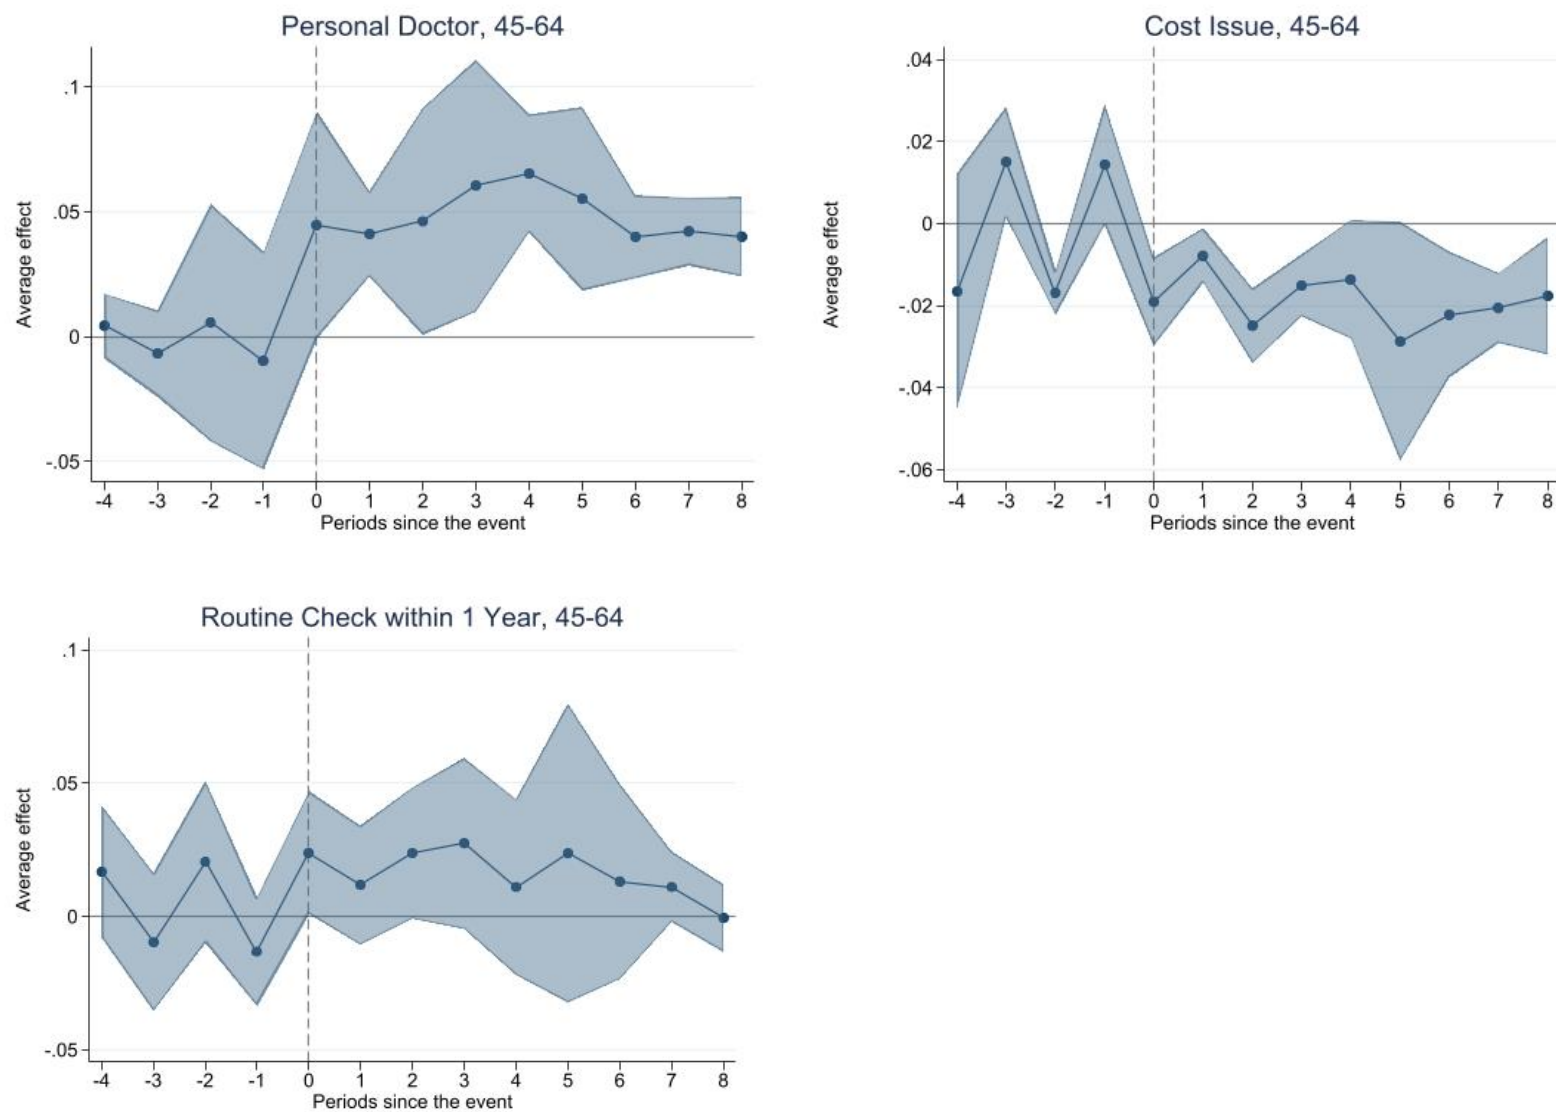 Personal Doctor, 45-64
.1
.05
0
-.05
Average effect
-4 -3 -2 -1 0 1 2 3 4 5 6 7 8
Periods since the event
Cost Issue, 45-64
.04
.02
0
-.02
-.04
-.06
Average effect
-4 -3 -2 -1 0 1 2 3 4 5 6 7 8
Periods since the event
Routine Check within 1 Year, 45-64
.1
.05
0
-.05
Average effect
-4 -3 -2 -1 0 1 2 3 4 5 6 7 8
Periods since the event